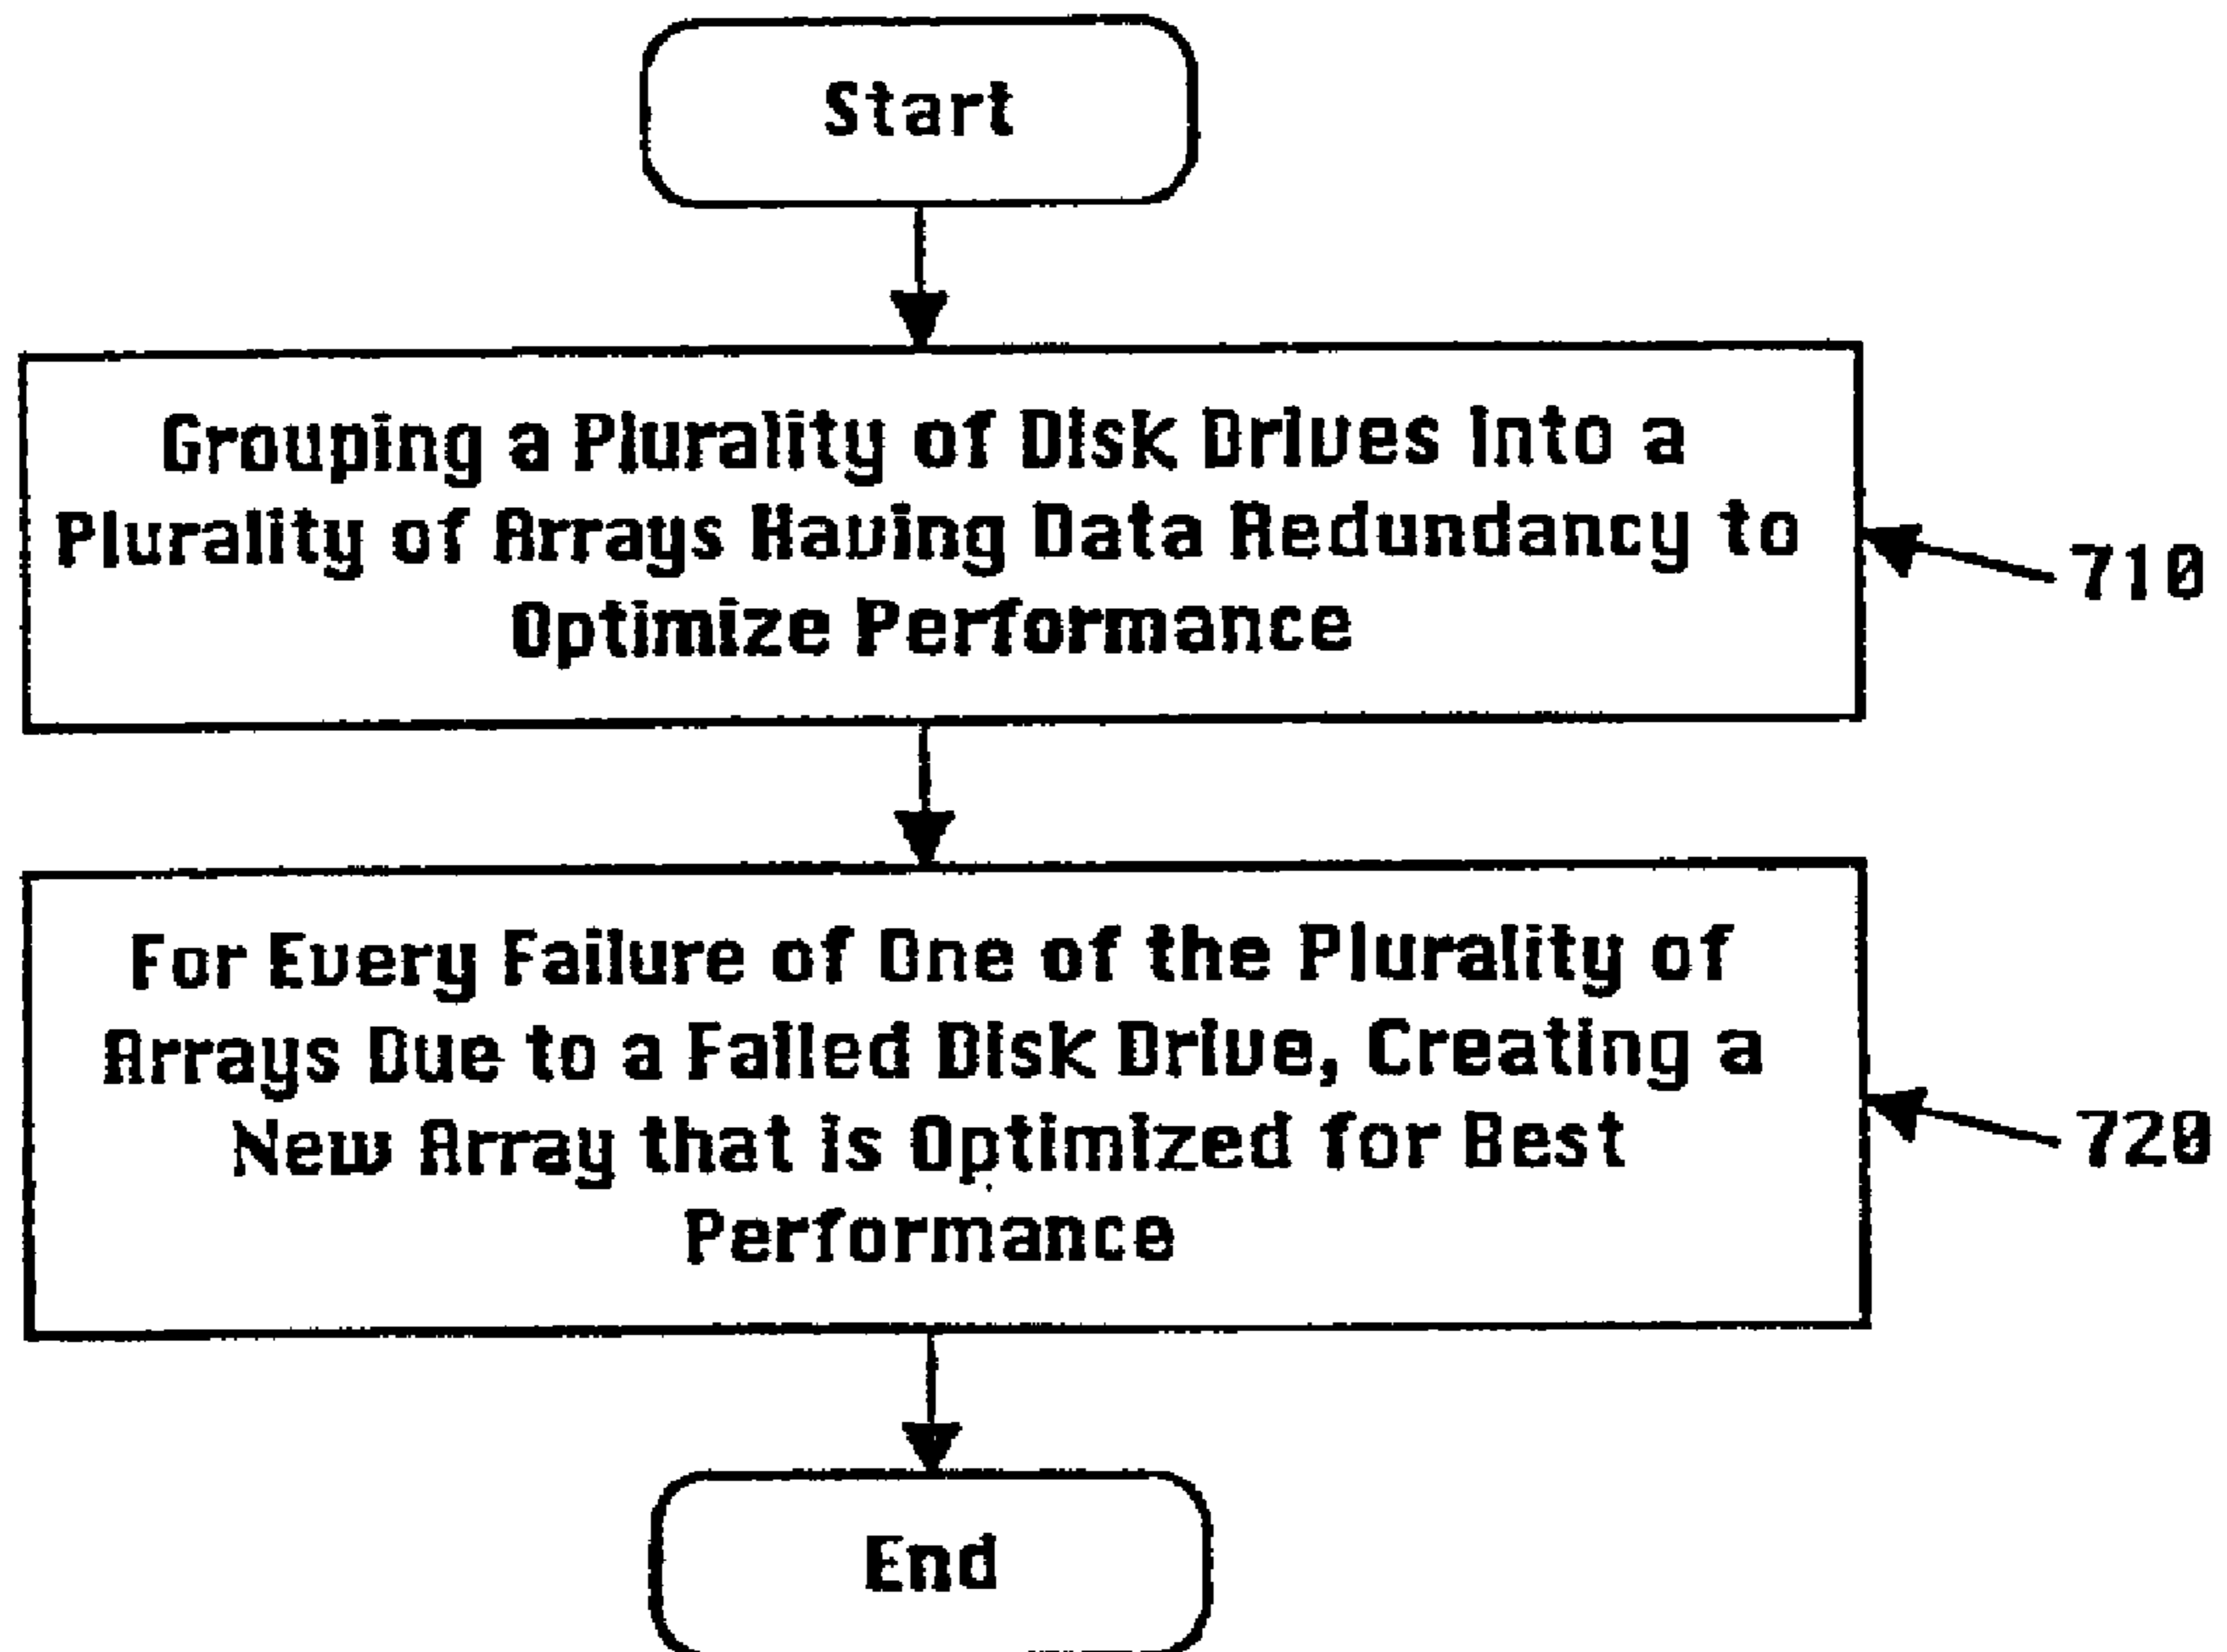 Start
Grouping a Plurality of Disk Drives into a
Plurality of Arrays Having Data Redundancy to
Optimize Performance
710
For Every Failure of One of the Plurality of
Arrays Due to a Failed Disk Drive, Creating a
New Array that is Optimized for Best
Performance
720
End